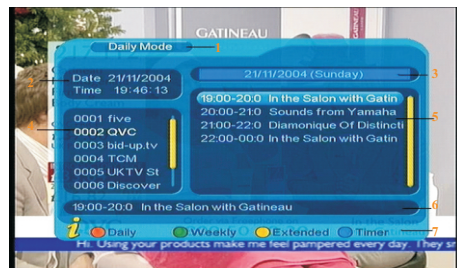 GATINEAU
Daily Mode
1
Date 21/11/2004
Time 19:46:13
21/11/2004 (Sunday)
3
19:00-20:0 In the Salon with Gatin
20:00-21:0 Sounds from Yamaha
5
21:00-22:0 Diamonique Of Distincti
22:00-00:0 In the Salon with Gatin
0001 five
0002 QVC
0003 bid-up.tv
0004 TCM
0005 UKTV St
0006 Discover
19:00-20:0 In the Salon with Gatineau
6
i Daily Weekly Extended Timer
7
Hi. Using your products make me feel pampered every day. They sm